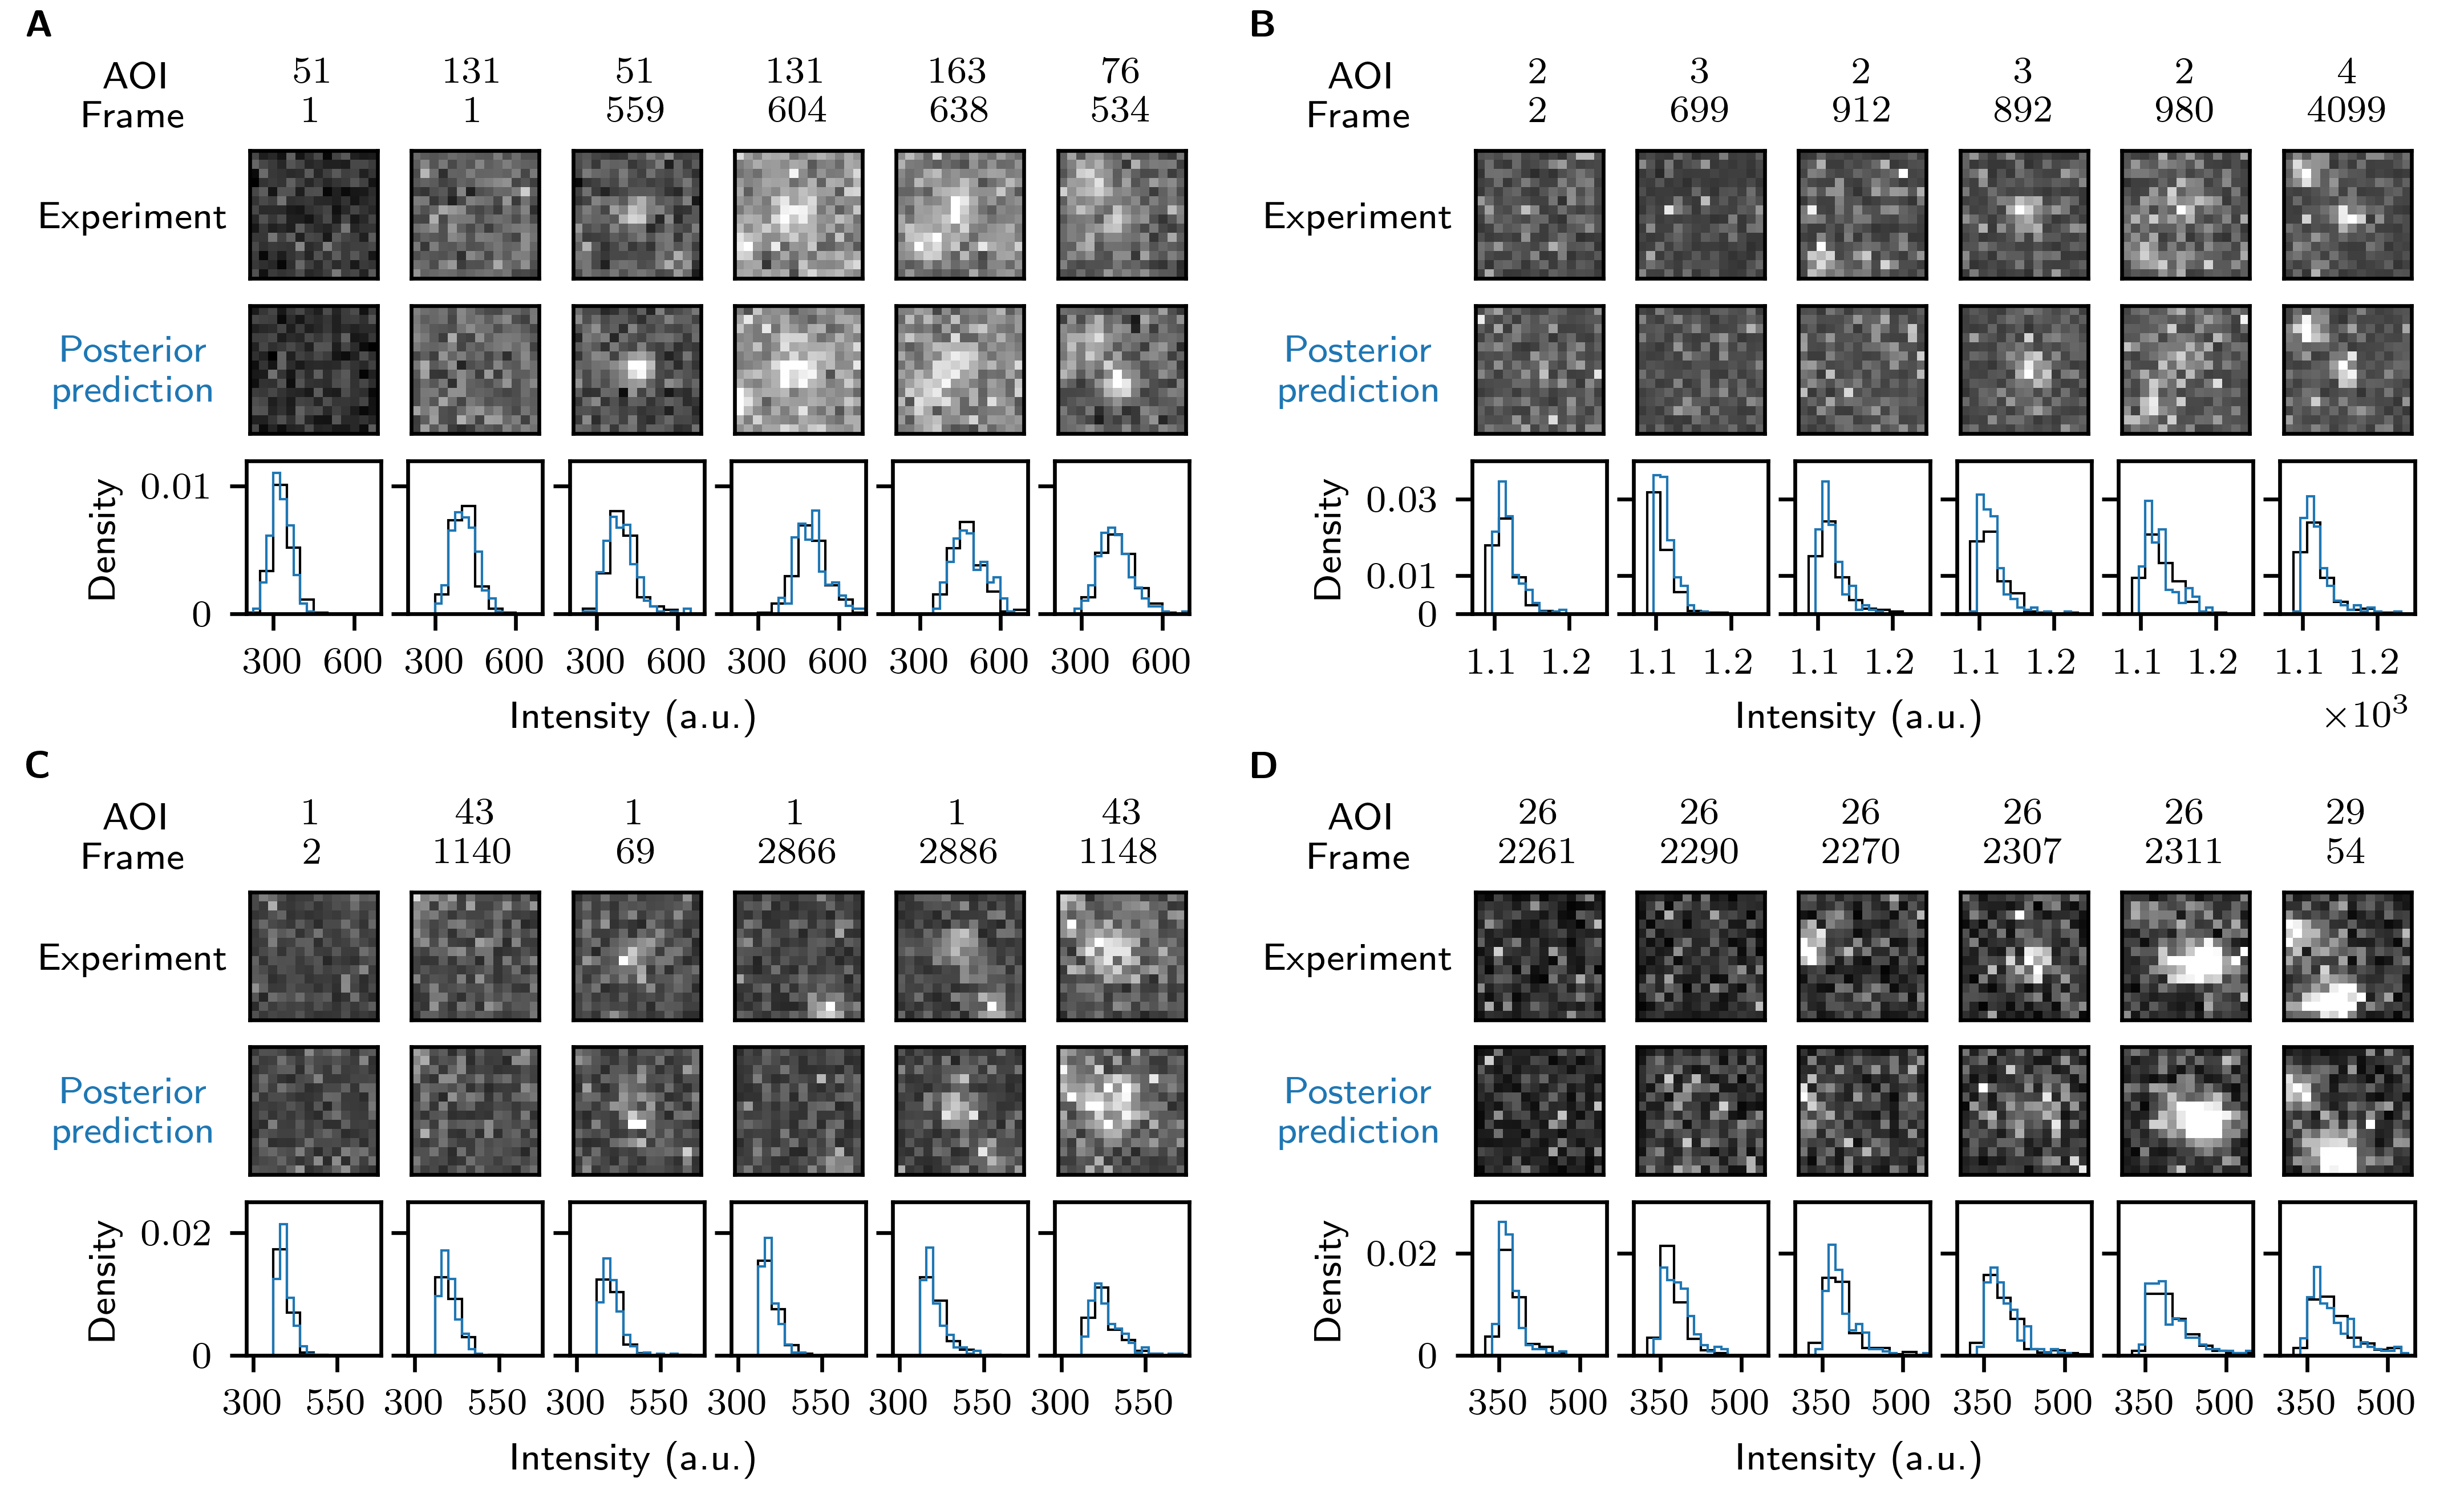 A
AOI 51 131 51 131 163 76
Frame 1 1 559 604 638 534
Experiment
Posterior
prediction
Density
0.01
0
300 600 300 600 300 600 300 600 300 600 300 600
Intensity (a.u.)
B
AOI 2 3 2 3 2 4
Frame 2 699 912 892 980 4099
Experiment
Posterior
prediction
Density
0.03
0.01
0
1.1 1.2 1.1 1.2 1.1 1.2 1.1 1.2 1.1 1.2 1.1 1.2
Intensity (a.u.) ×10³
C
AOI 1 43 1 1 1 43
Frame 2 1140 69 2866 2886 1148
Experiment
Posterior
prediction
Density
0.02
0
300 550 300 550 300 550 300 550 300 550 300 550
Intensity (a.u.)
D
AOI 26 26 26 26 26 29
Frame 2261 2290 2270 2307 2311 54
Experiment
Posterior
prediction
Density
0.02
0
350 500 350 500 350 500 350 500 350 500 350 500
Intensity (a.u.)